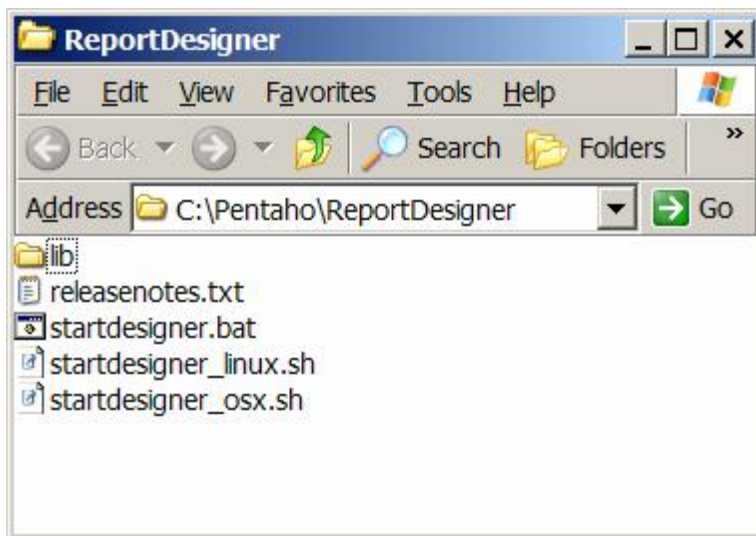 ReportDesigner
File Edit View Favorites Tools Help
Back Search Folders »
Address C:\Pentaho\ReportDesigner Go
lib
releasenotes.txt
startdesigner.bat
startdesigner_linux.sh
startdesigner_osx.sh